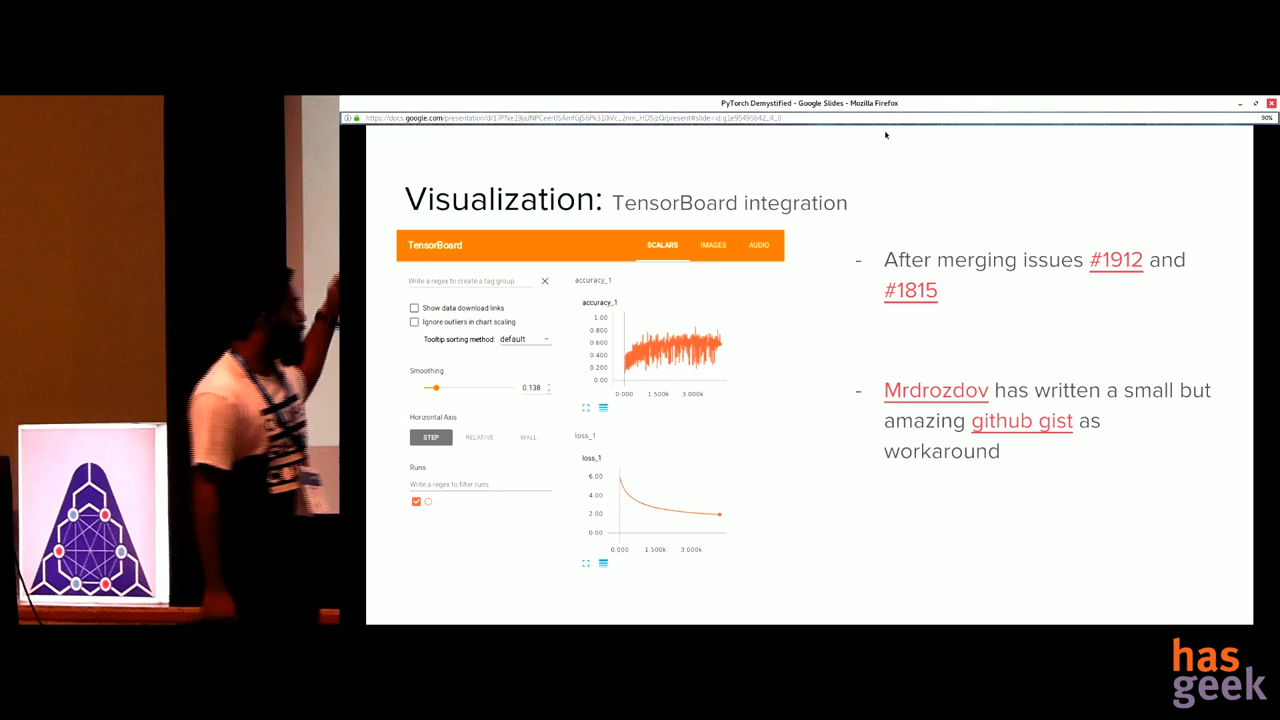 PyTorch Demystified - Google Slides - Mozilla Firefox
90%
Visualization: TensorBoard integration
TensorBoard
SCALARS IMAGES AUDIO
Write a regex to create a tag group
Show data download links
Ignore outliers in chart scaling
Tooltip sorting method: default
Smoothing
0.138
Horizontal Axis
STEP RELATIVE WALL
Runs
Write a regex to filter runs
accuracy_1
accuracy_1
1.00
0.800
0.600
0.400
0.200
0.00
0.000 1.500k 3.000k
loss_1
loss_1
6.00
4.00
2.00
0.00
0.000 1.500k 3.000k
- After merging issues #1912 and
#1815
- Mrdrozdov has written a small but
amazing github gist as
workaround
has
geek